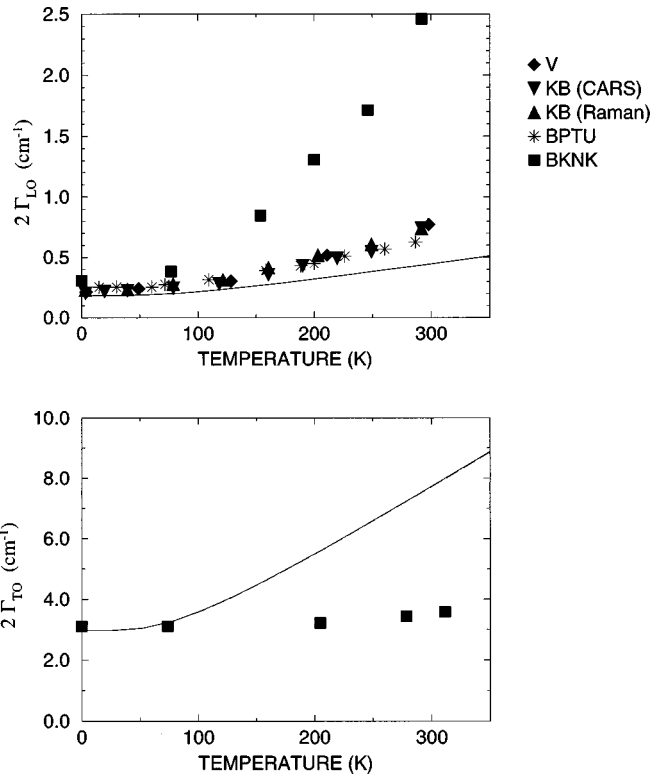 2.5
2.0
1.5
1.0
0.5
0.0
2 Γ_LO (cm⁻¹)
0 100 200 300
TEMPERATURE (K)
V
KB (CARS)
KB (Raman)
BPTU
BKNK
10.0
8.0
6.0
4.0
2.0
0.0
2 Γ_TO (cm⁻¹)
0 100 200 300
TEMPERATURE (K)